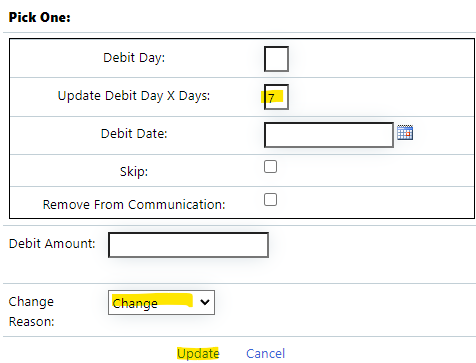 Pick One:
Debit Day:
Update Debit Day X Days: 7
Debit Date:
Skip:
Remove From Communication:
Debit Amount:
Change
Reason:
Change
Update Cancel